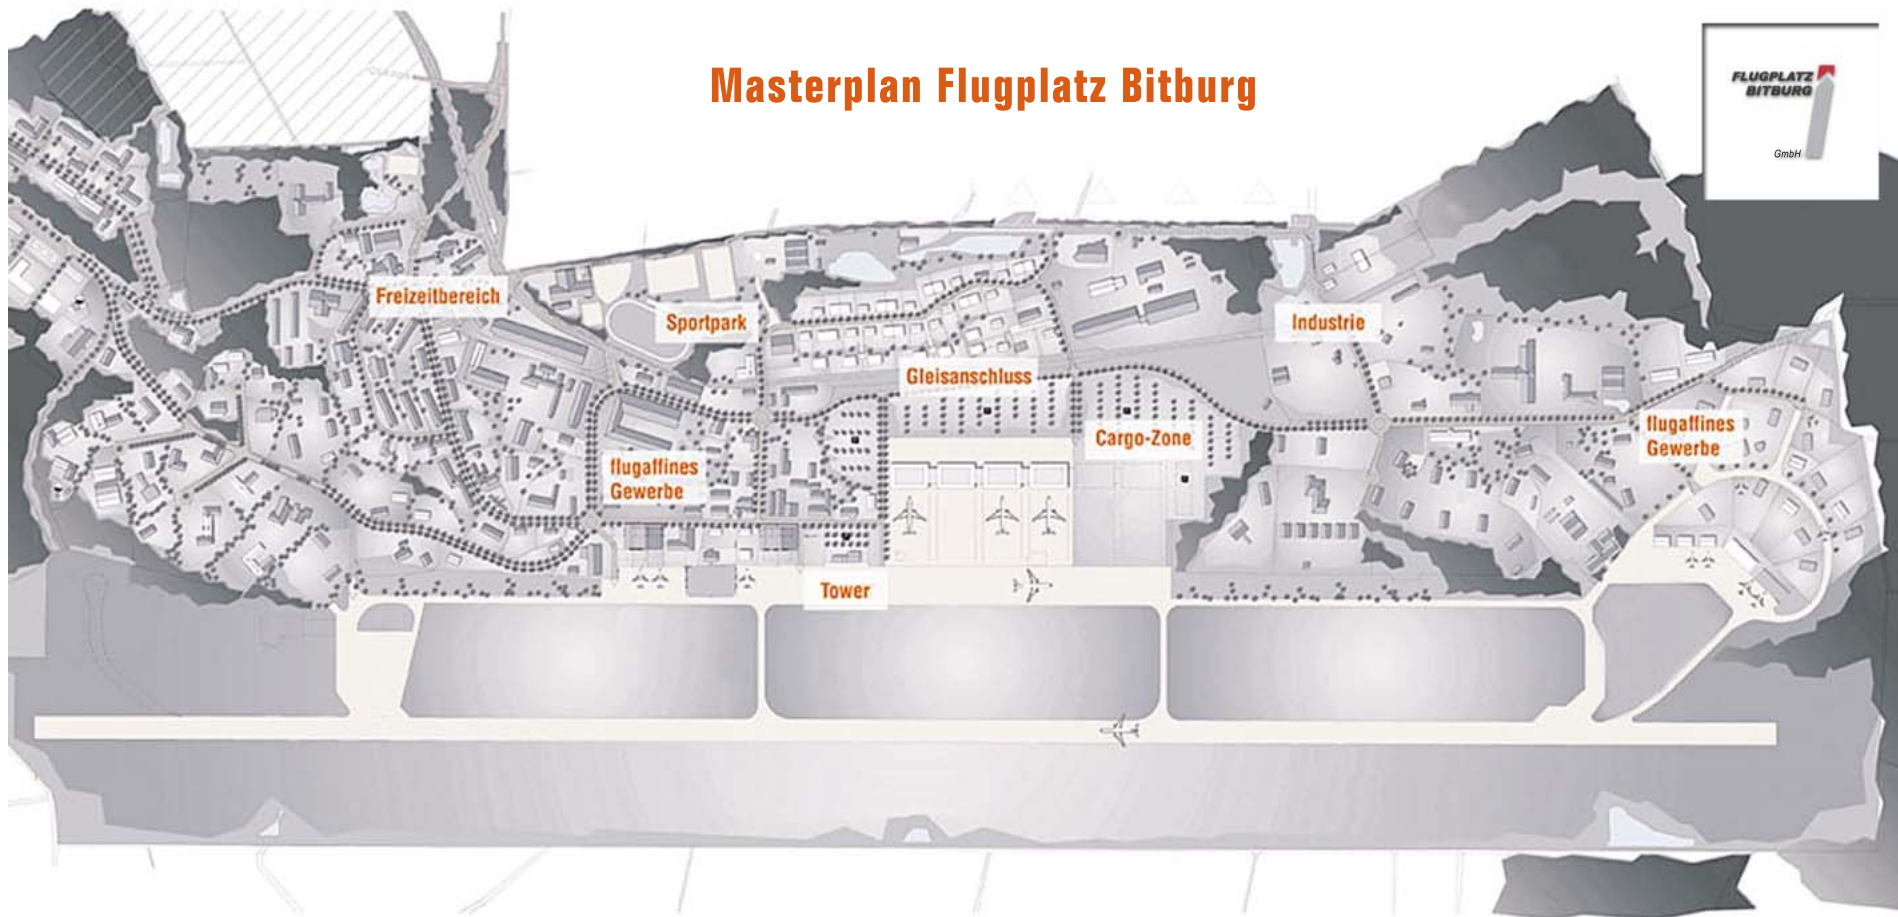 Masterplan Flugplatz Bitburg
FLUGPLATZ
BITBURG
GmbH
Freizeitbereich
Sportpark
Industrie
Gleisanschluss
Cargo-Zone
flugaffines
Gewerbe
flugaffines
Gewerbe
Tower